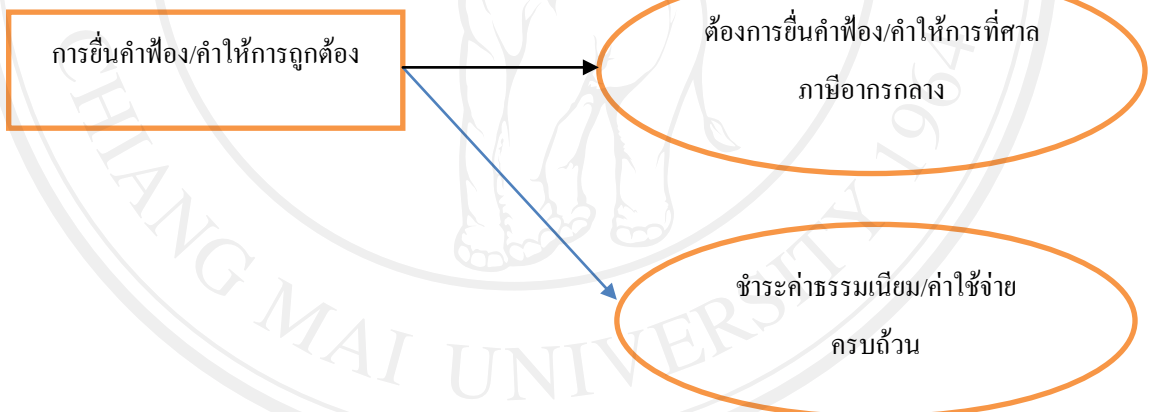 การยื่นคำฟ้อง/คำให้การถูกต้อง
ต้องการยื่นคำฟ้อง/คำให้การที่ศาล
ภาษีอากรกลาง
ชำระค่าธรรมเนียม/ค่าใช้จ่าย
ครบถ้วน
CHIANG MAI UNIVERSITY 1964